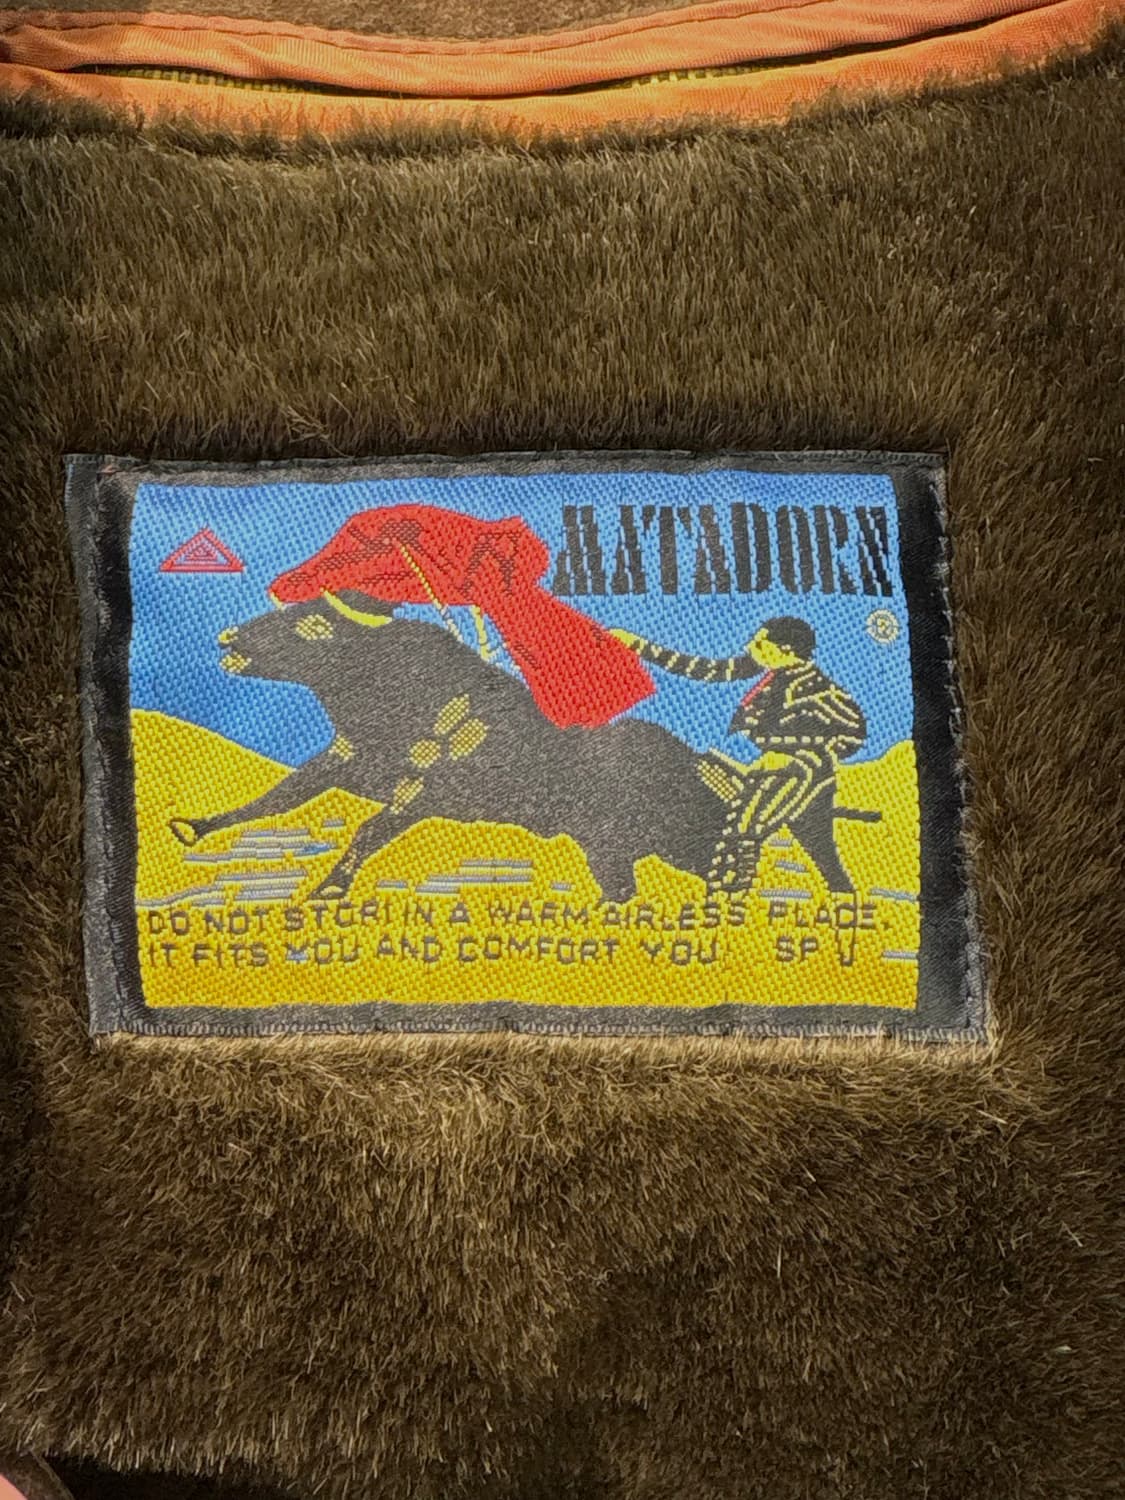 MATADORN
®
DO NOT STORI IN A WARM AIRLESS PLACE,
IT FITS YOU AND COMFORT YOU SP